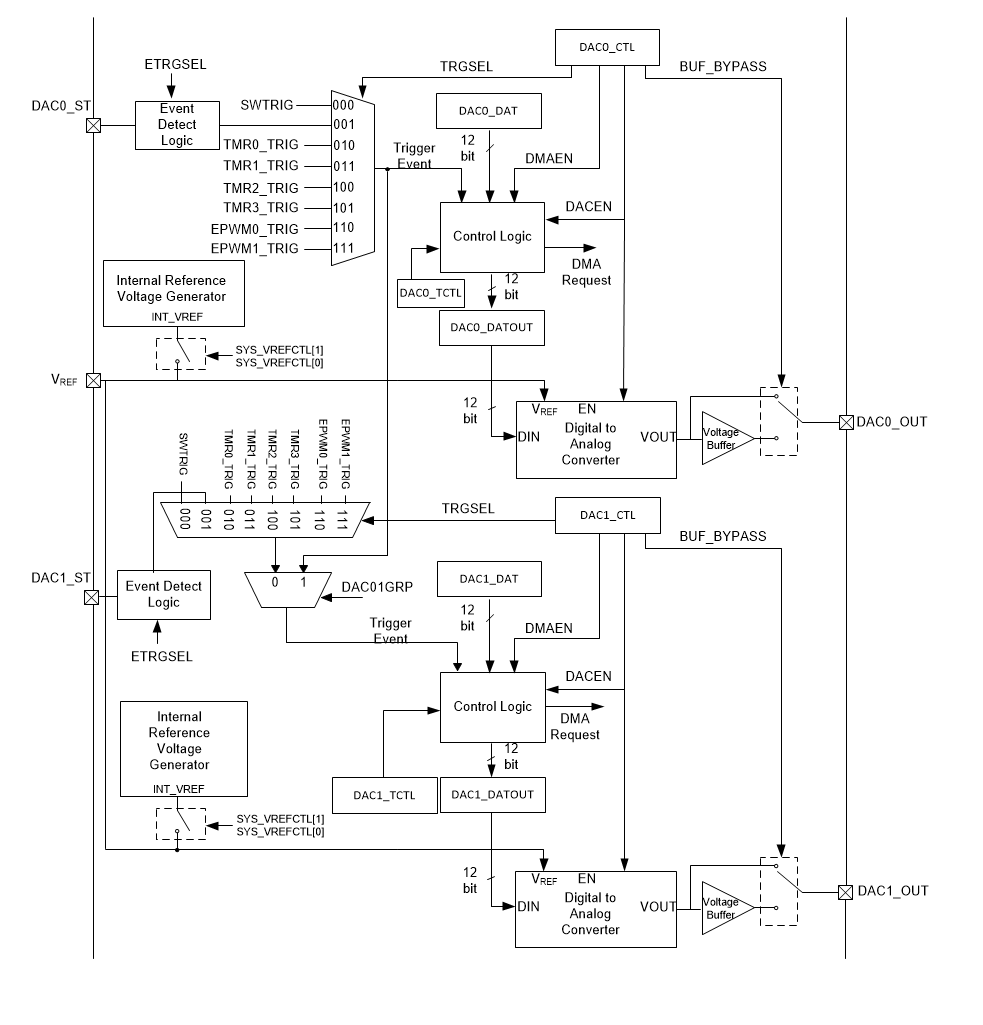 DAC0_CTL
ETRGSEL
TRGSEL
BUF_BYPASS
DAC0_ST
Event
Detect
Logic
SWTRIG
000
001
TMR0_TRIG
010
TMR1_TRIG
011
TMR2_TRIG
100
TMR3_TRIG
101
EPWM0_TRIG
110
EPWM1_TRIG
111
DAC0_DAT
12
bit
Trigger
Event
DMAEN
DACEN
Control Logic
DMA
Request
DAC0_TCTL
12
bit
DAC0_DATOUT
Internal Reference
Voltage Generator
INT_VREF
SYS_VREFCTL[1]
SYS_VREFCTL[0]
VREF
12
bit
VREF
EN
DIN
Digital to
Analog
Converter
VOUT
Voltage
Buffer
DAC0_OUT
SWTRIG
TMR0_TRIG
TMR1_TRIG
TMR2_TRIG
TMR3_TRIG
EPWM0_TRIG
EPWM1_TRIG
000
001
010
011
100
101
110
111
TRGSEL
DAC1_CTL
BUF_BYPASS
DAC1_ST
Event Detect
Logic
ETRGSEL
0
1
DAC01GRP
Trigger
Event
DAC1_DAT
12
bit
DMAEN
DACEN
Control Logic
DMA
Request
12
bit
DAC1_TCTL
DAC1_DATOUT
Internal
Reference
Voltage
Generator
INT_VREF
SYS_VREFCTL[1]
SYS_VREFCTL[0]
12
bit
VREF
EN
DIN
Digital to
Analog
Converter
VOUT
Voltage
Buffer
DAC1_OUT